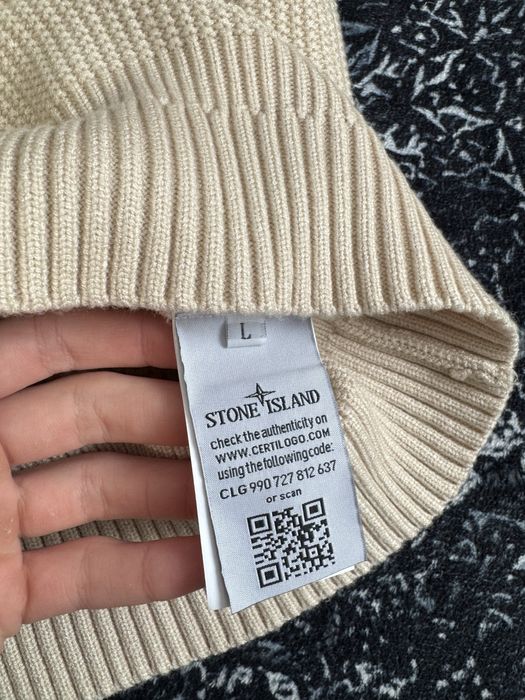 L
STONE ISLAND
check the authenticity on
WWW.CERTILOGO.COM
using the following code:
CLG 990 727 812 637
or scan